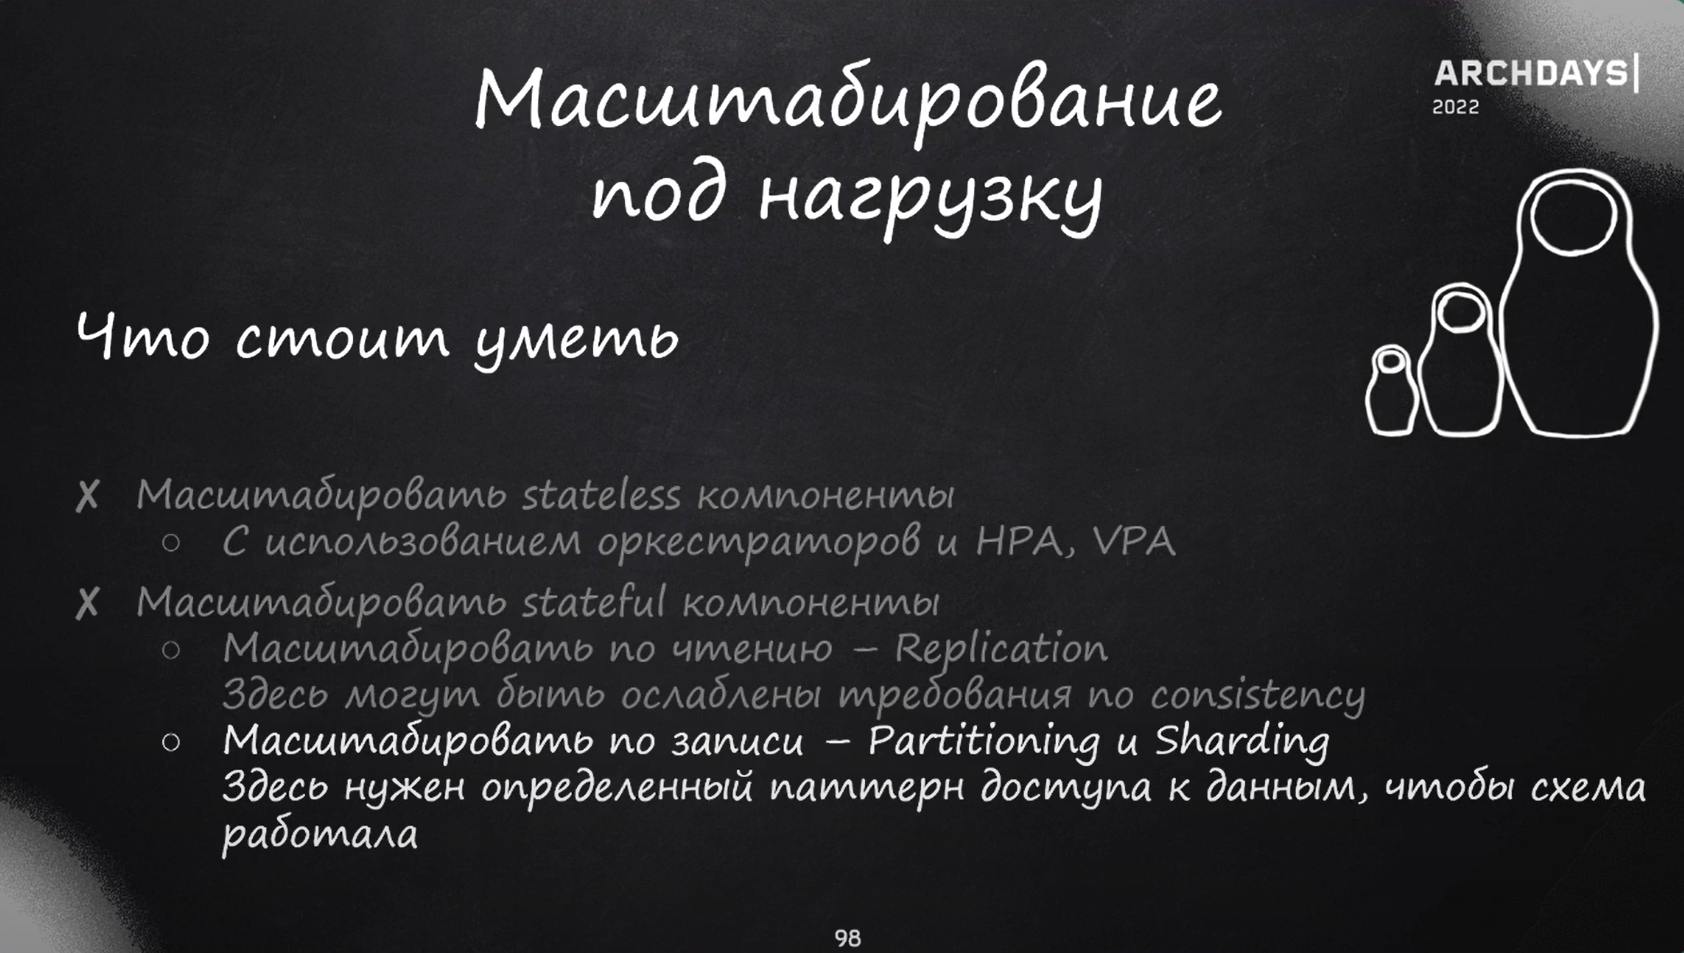 ARCHDAYS
2022
Масштабирование
под нагрузку
Что стоит уметь
✗ Масштабировать stateless компоненты
○ С использованием оркестраторов и HPA, VPA
✗ Масштабировать stateful компоненты
○ Масштабировать по чтению – Replication
Здесь могут быть ослаблены требования по consistency
○ Масштабировать по записи – Partitioning и Sharding
Здесь нужен определенный паттерн доступа к данным, чтобы схема
работала
98